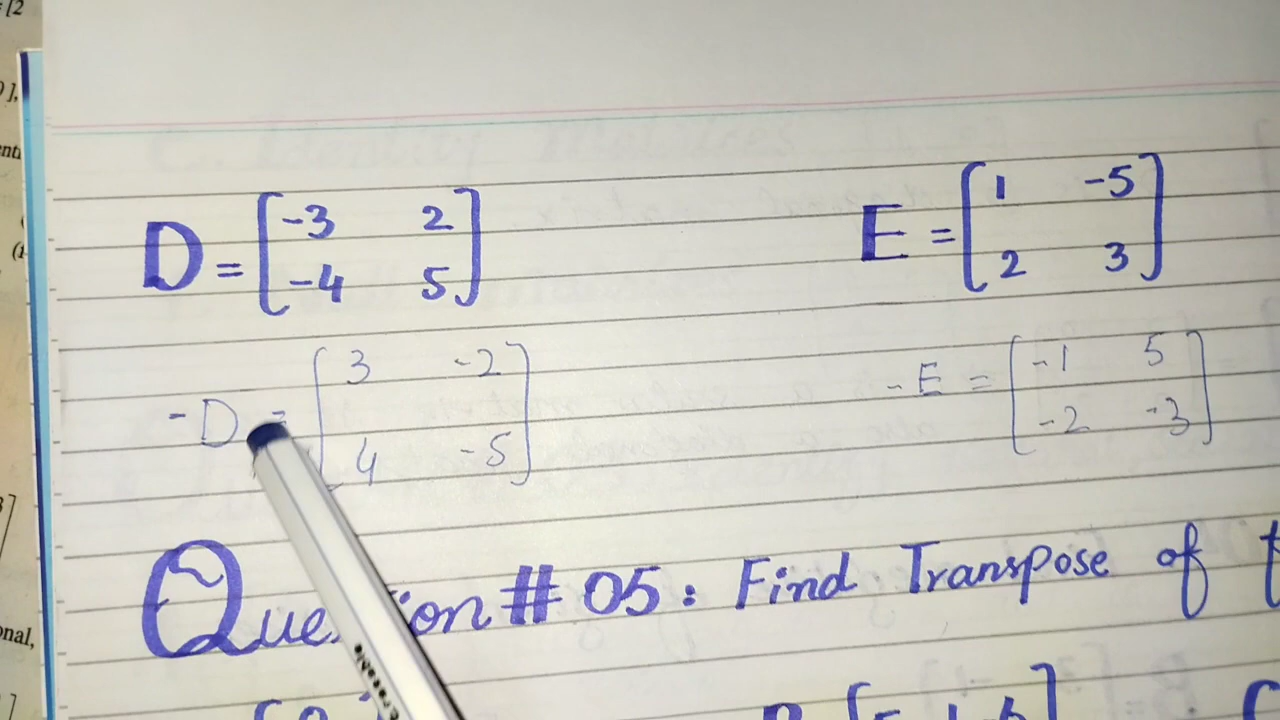 D = [-3 2
-4 5]
E = [1 -5
2 3]
-D = [3 -2
4 -5]
-E = [-1 5
-2 -3]
Question # 05: Find Transpose of t
Erasable